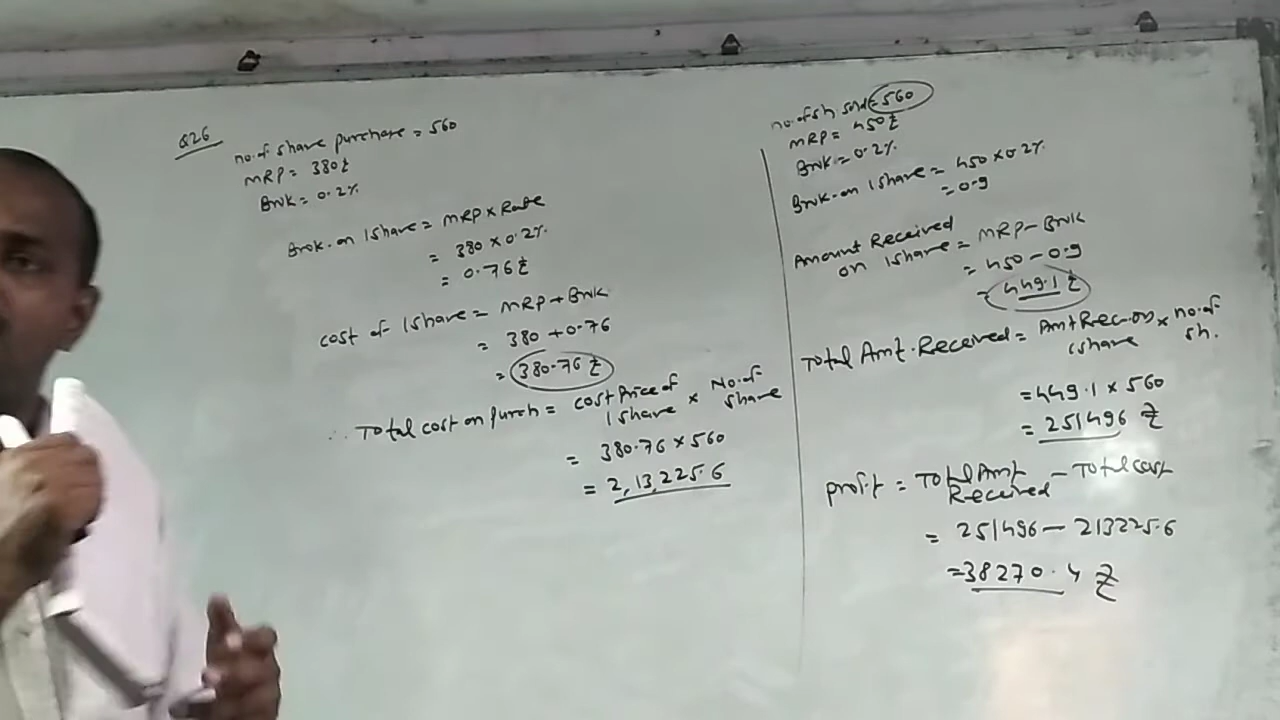 Q26
no.of share purchase = 560
MRP = 380₹
Brok = 0.2%
Brok. on 1 share = MRP x Rate
= 380 x 0.2%
= 0.76₹
cost of 1 share = MRP + Brok
= 380 + 0.76
= 380.76 ₹
∴ Total cost on purch = cost Price of 1 share x No. of share
= 380.76 x 560
= 2,13,225.6
no. of sh sold = 560
MRP = 450₹
Brok = 0.2%
Brok. on 1 share = 450 x 0.2%
= 0.9
Amount Received
on 1 share = MRP - Brok
= 450 - 0.9
= 449.1 ₹
Total Amt. Received = Amt Rec. on 1 share x no. of sh.
= 449.1 x 560
= 251496 ₹
profit = Total Amt Received - Total cost
= 251496 - 213225.6
= 38270.4 ₹